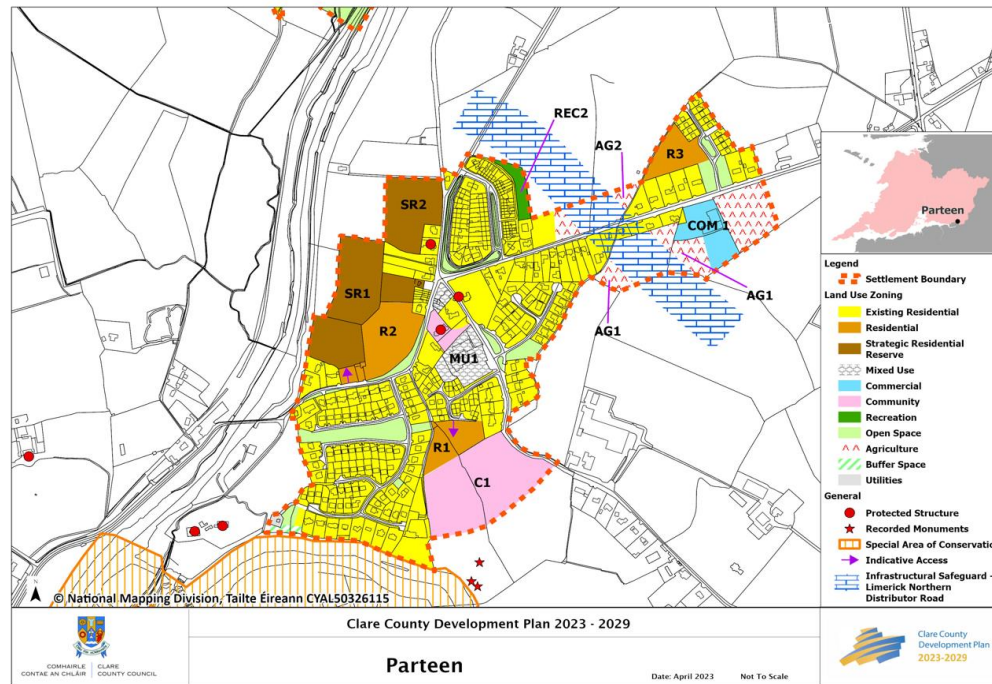 REC2
AG2
R3
SR2
COM 1
SR1
AG1
AG1
R2
MU1
R1
C1
© National Mapping Division, Tailte Éireann CYAL50326115
N
Parteen
Legend
Settlement Boundary
Land Use Zoning
Existing Residential
Residential
Strategic Residential
Reserve
Mixed Use
Commercial
Community
Recreation
Open Space
Agriculture
Buffer Space
Utilities
General
Protected Structure
Recorded Monuments
Special Area of Conservatio
Indicative Access
Infrastructural Safeguard -
Limerick Northern
Distributor Road
COMHAIRLE CONTAE AN CHLÁIR
CLARE COUNTY COUNCIL
Clare County Development Plan 2023 - 2029
Parteen
Date: April 2023 Not To Scale
Clare County
Development Plan
2023-2029